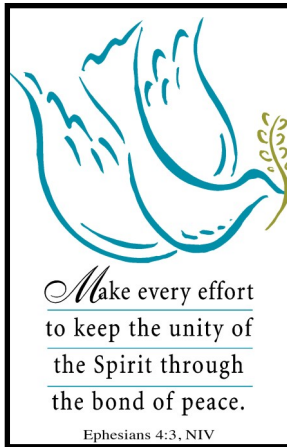 Make every effort
to keep the unity of
the Spirit through
the bond of peace.
Ephesians 4:3, NIV